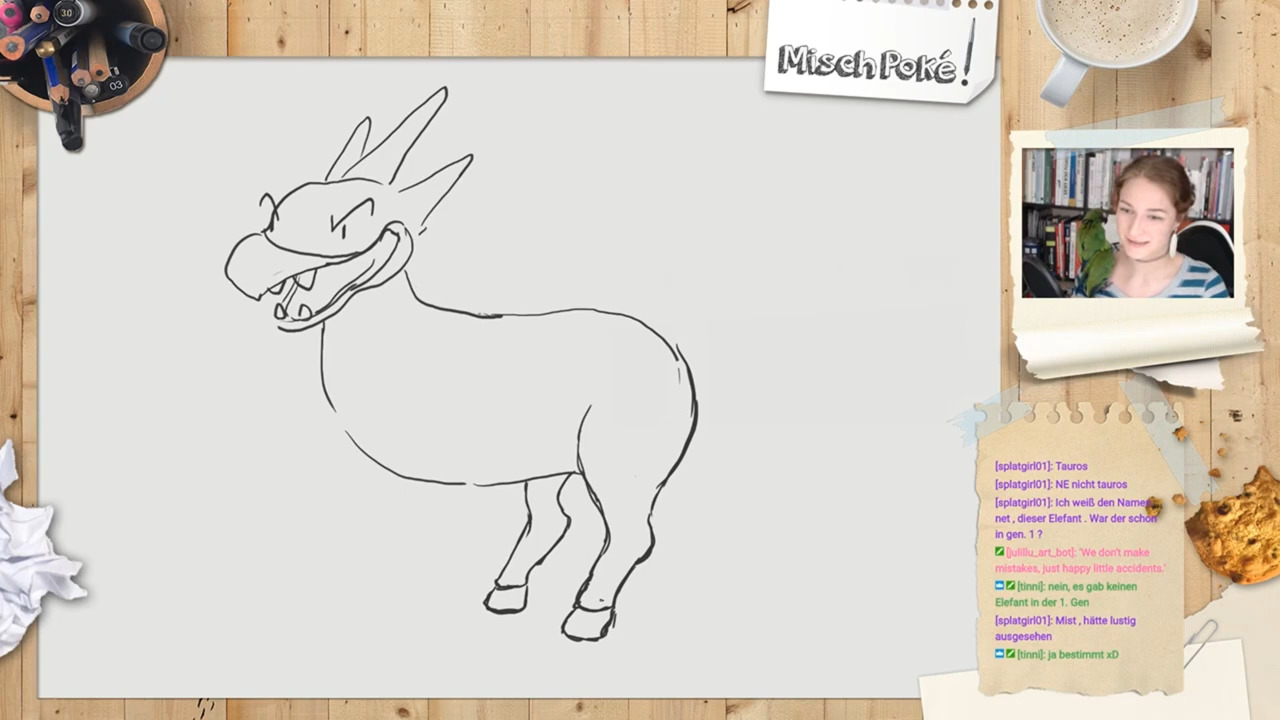 30
03
Misch Poké!
[splatgirl01]: Tauros
[splatgirl01]: NE nicht tauros
[splatgirl01]: Ich weiß den Namen
net , dieser Elefant . War der schon
in gen. 1 ?
[julillu_art_bot]: 'We don't make
mistakes, just happy little accidents.'
[tinni]: nein, es gab keinen
Elefant in der 1. Gen
[splatgirl01]: Mist , hätte lustig
ausgesehen
[tinni]: ja bestimmt xD